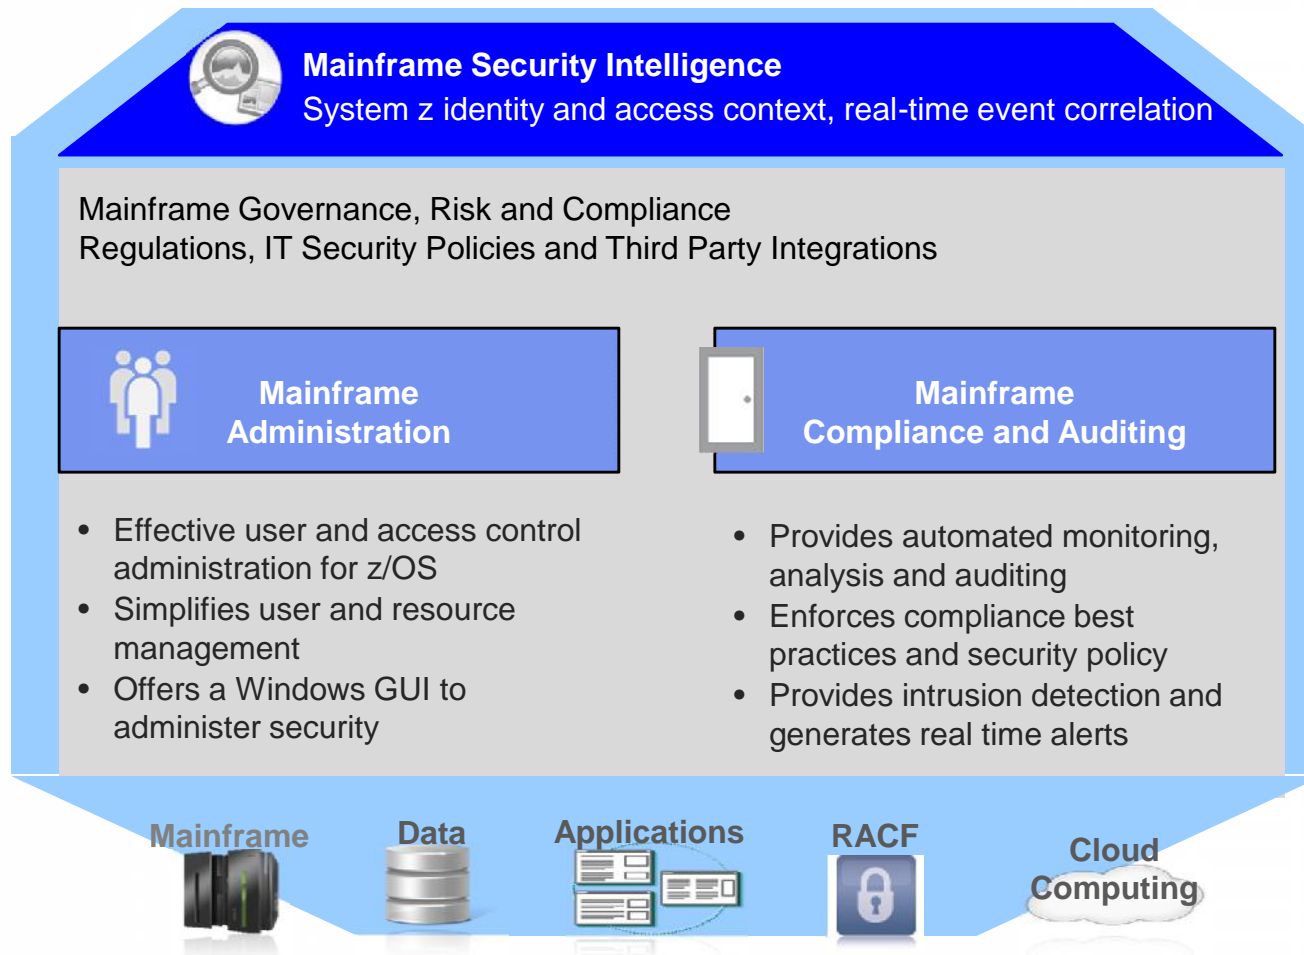 Mainframe Security Intelligence
System z identity and access context, real-time event correlation
Mainframe Governance, Risk and Compliance
Regulations, IT Security Policies and Third Party Integrations
Mainframe
Administration
• Effective user and access control
administration for z/OS
• Simplifies user and resource
management
• Offers a Windows GUI to
administer security
Mainframe
Compliance and Auditing
• Provides automated monitoring,
analysis and auditing
• Enforces compliance best
practices and security policy
• Provides intrusion detection and
generates real time alerts
Mainframe
Data
Applications
RACF
Cloud
Computing